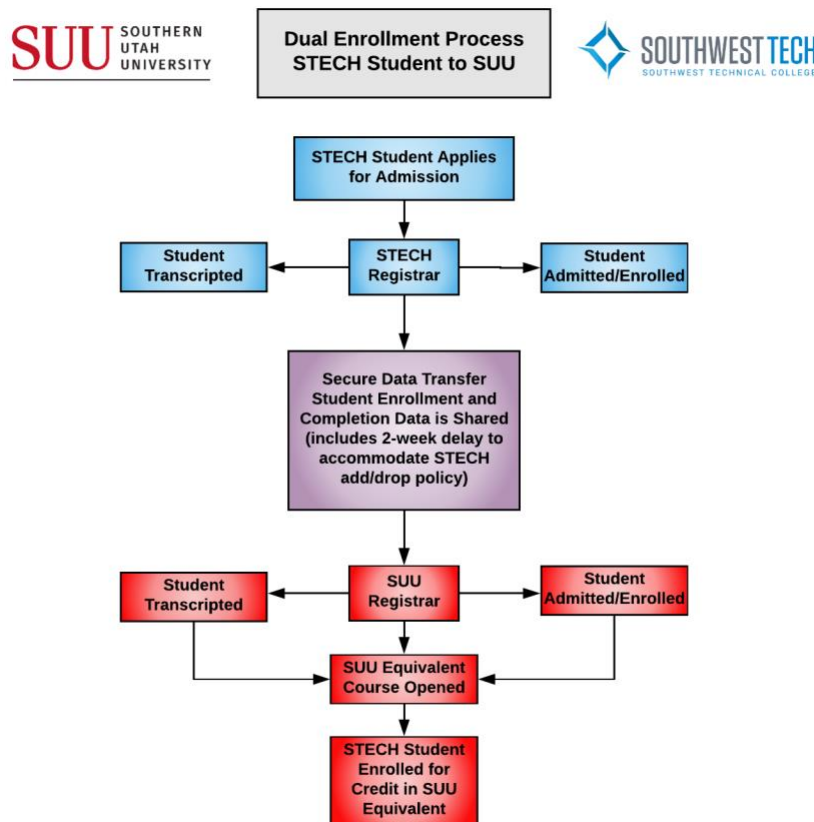 SUU SOUTHERN
UTAH
UNIVERSITY
Dual Enrollment Process
STECH Student to SUU
SOUTHWEST TECH
SOUTHWEST TECHNICAL COLLEGE
STECH Student Applies
for Admission
Student
Transcripted
STECH
Registrar
Student
Admitted/Enrolled
Secure Data Transfer
Student Enrollment and
Completion Data is Shared
(includes 2-week delay to
accommodate STECH
add/drop policy)
Student
Transcripted
SUU
Registrar
Student
Admitted/Enrolled
SUU Equivalent
Course Opened
STECH Student
Enrolled for
Credit in SUU
Equivalent